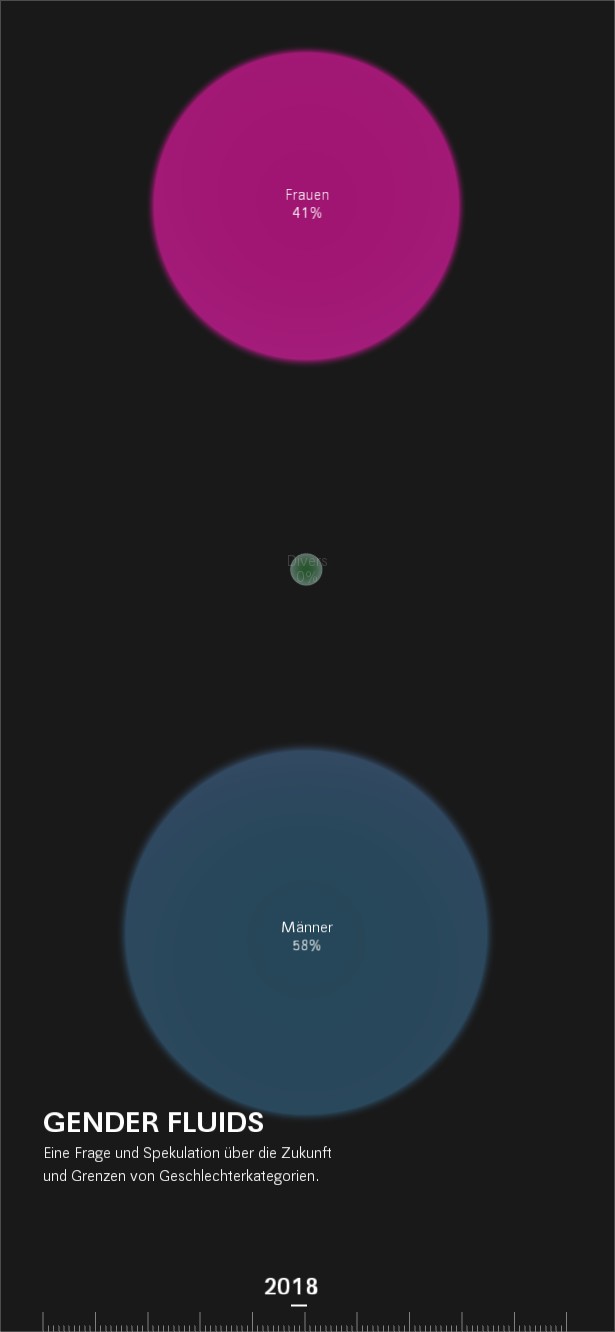 Frauen
41%
Divers
0%
Männer
58%
GENDER FLUIDS
Eine Frage und Spekulation über die Zukunft
und Grenzen von Geschlechterkategorien.
2018